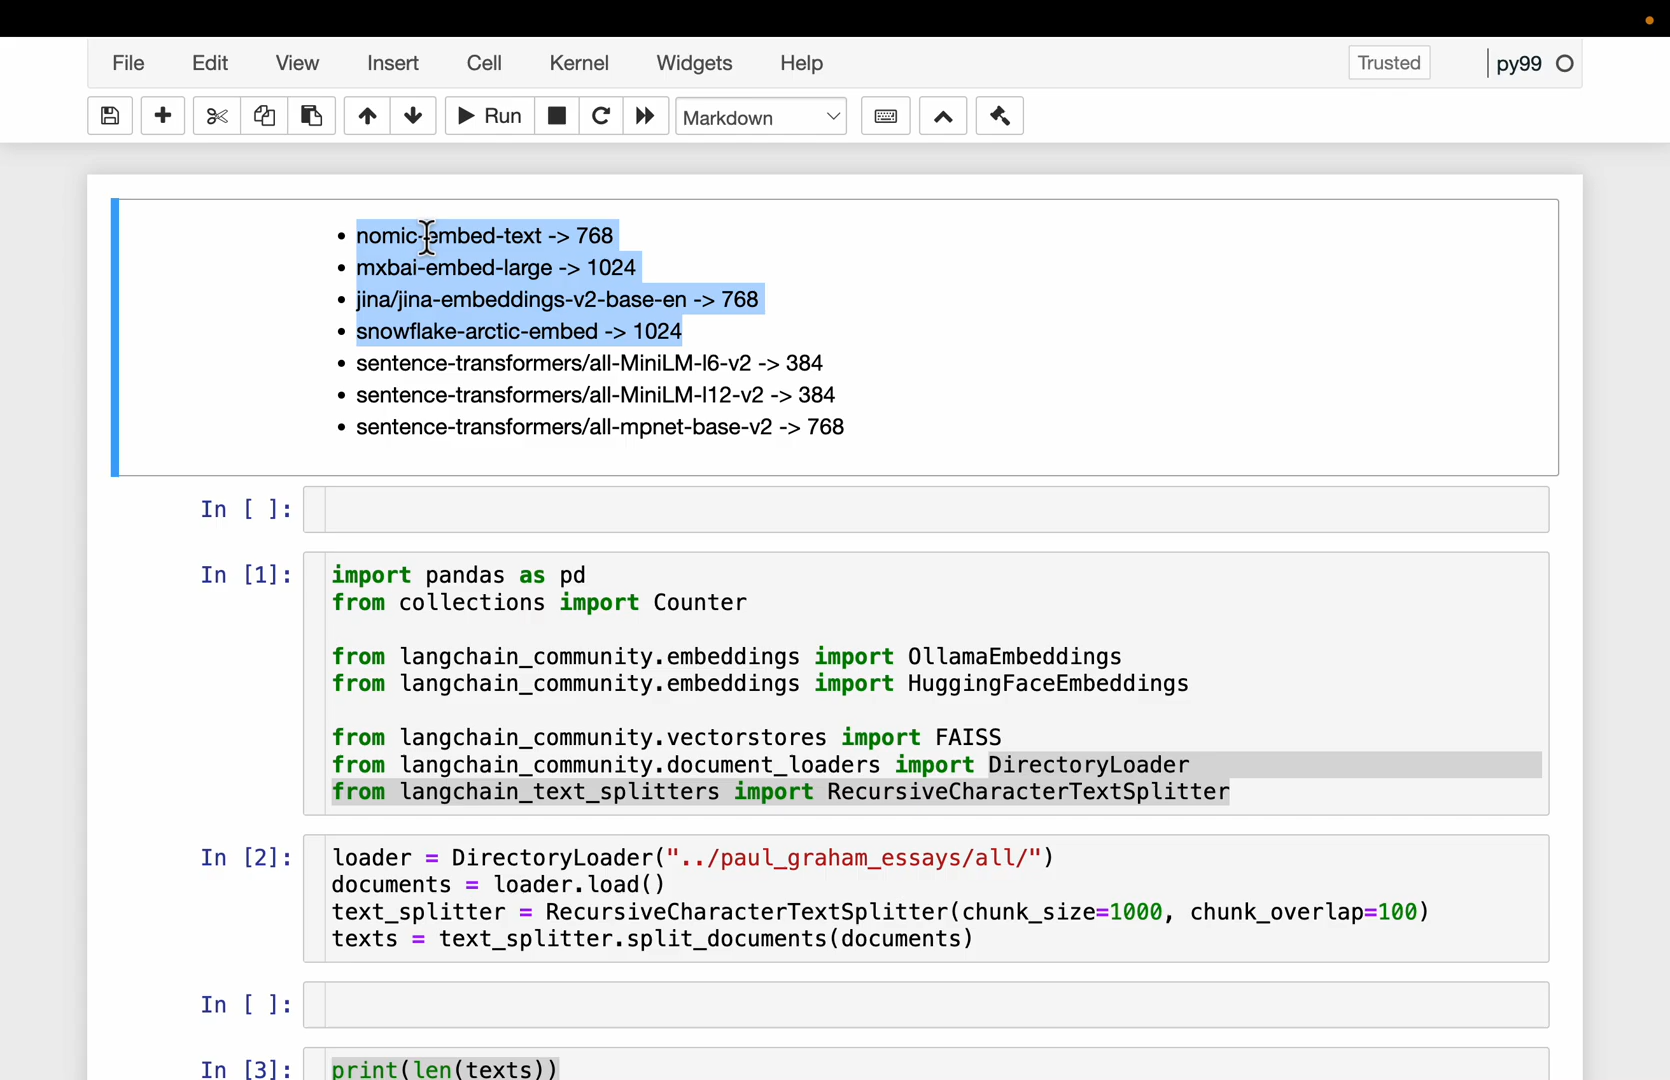 File Edit View Insert Cell Kernel Widgets Help Trusted py99
Run Markdown
nomic-embed-text -> 768
mxbai-embed-large -> 1024
jina/jina-embeddings-v2-base-en -> 768
snowflake-arctic-embed -> 1024
sentence-transformers/all-MiniLM-l6-v2 -> 384
sentence-transformers/all-MiniLM-l12-v2 -> 384
sentence-transformers/all-mpnet-base-v2 -> 768
In [ ]:
In [1]: import pandas as pd
from collections import Counter
from langchain_community.embeddings import OllamaEmbeddings
from langchain_community.embeddings import HuggingFaceEmbeddings
from langchain_community.vectorstores import FAISS
from langchain_community.document_loaders import DirectoryLoader
from langchain_text_splitters import RecursiveCharacterTextSplitter
In [2]: loader = DirectoryLoader("../paul_graham_essays/all/")
documents = loader.load()
text_splitter = RecursiveCharacterTextSplitter(chunk_size=1000, chunk_overlap=100)
texts = text_splitter.split_documents(documents)
In [ ]:
In [3]: print(len(texts))